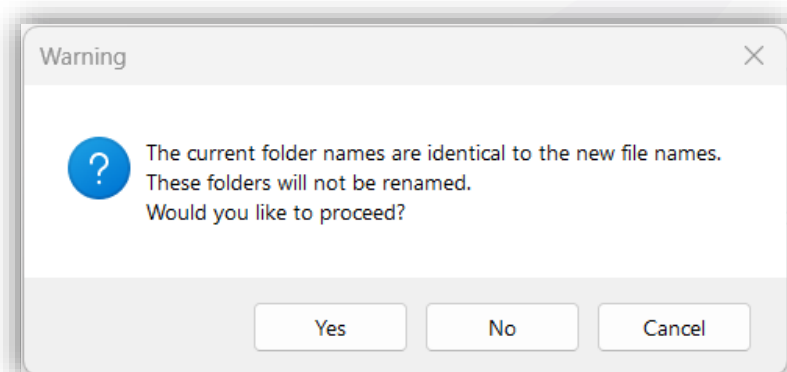 Warning
The current folder names are identical to the new file names.
These folders will not be renamed.
Would you like to proceed?
Yes
No
Cancel